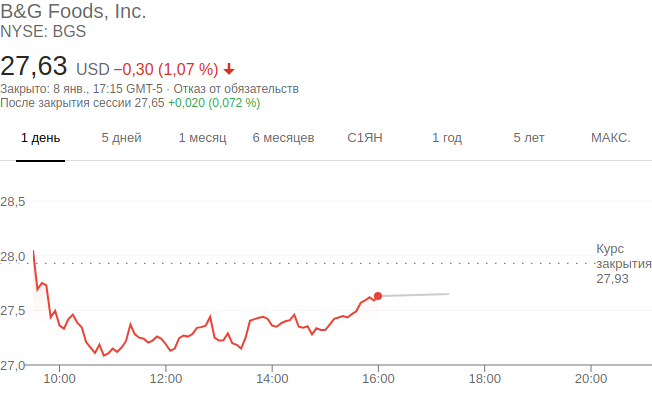 B&G Foods, Inc.
NYSE: BGS
27,63 USD −0,30 (1,07 %)
Закрыто: 8 янв., 17:15 GMT-5 · Отказ от обязательств
После закрытия сессии 27,65 +0,020 (0,072 %)
1 день 5 дней 1 месяц 6 месяцев С1ЯН 1 год 5 лет МАКС.
28,5
28,0
27,5
27,0
Курс
закрытия
27,93
10:00 12:00 14:00 16:00 18:00 20:00